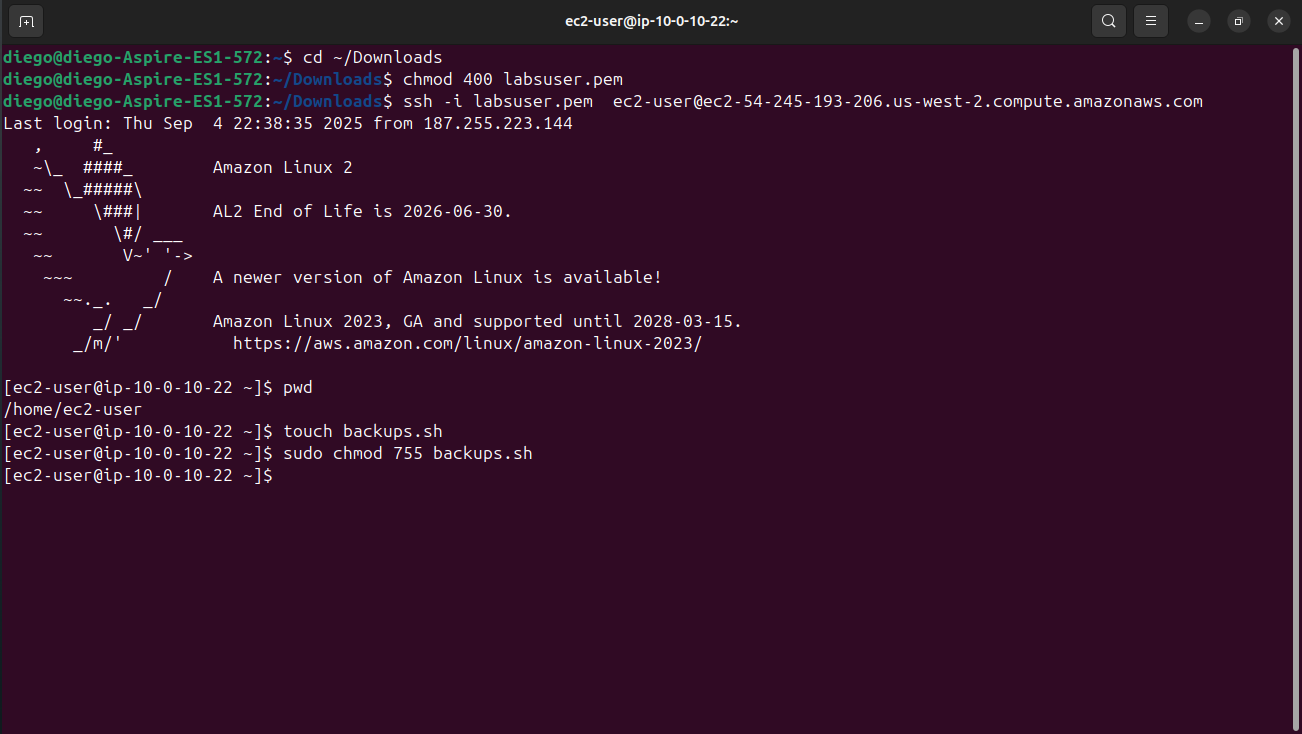 ec2-user@ip-10-0-10-22:~
diego@diego-Aspire-ES1-572:~$ cd ~/Downloads
diego@diego-Aspire-ES1-572:~/Downloads$ chmod 400 labsuser.pem
diego@diego-Aspire-ES1-572:~/Downloads$ ssh -i labsuser.pem  ec2-user@ec2-54-245-193-206.us-west-2.compute.amazonaws.com
Last login: Thu Sep  4 22:38:35 2025 from 187.255.223.144
   ,     #_
   ~\_  ####_        Amazon Linux 2
  ~~  \_#####\
  ~~     \###|       AL2 End of Life is 2026-06-30.
  ~~       \#/ ___
   ~~       V~' '->
    ~~~         /    A newer version of Amazon Linux is available!
      ~~._.   _/
         _/ _/       Amazon Linux 2023, GA and supported until 2028-03-15.
       _/m/'           https://aws.amazon.com/linux/amazon-linux-2023/
[ec2-user@ip-10-0-10-22 ~]$ pwd
/home/ec2-user
[ec2-user@ip-10-0-10-22 ~]$ touch backups.sh
[ec2-user@ip-10-0-10-22 ~]$ sudo chmod 755 backups.sh
[ec2-user@ip-10-0-10-22 ~]$